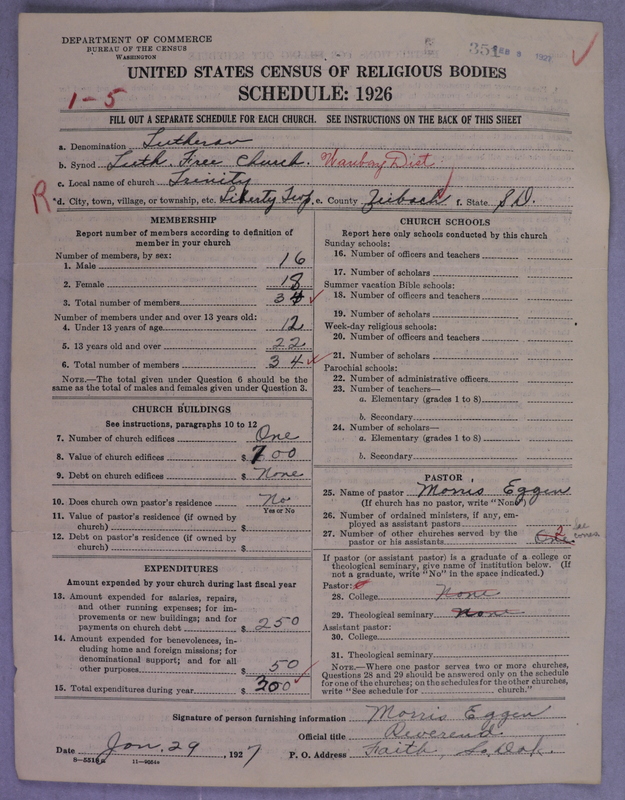 DEPARTMENT OF COMMERCE
BUREAU OF THE CENSUS
WASHINGTON
351
UNITED STATES CENSUS OF RELIGIOUS BODIES
SCHEDULE: 1926
1-5
FILL OUT A SEPARATE SCHEDULE FOR EACH CHURCH. SEE INSTRUCTIONS ON THE BACK OF THIS SHEET
a. Denomination Lutheran
b. Synod Luth. Free Church. Waubay Dist
c. Local name of church Trinity
R
*d. City, town, village, or township, etc. Liberty Twp. e. County Ziebach f. State S.D.
MEMBERSHIP
Report number of members according to definition of member in your church
Number of members, by sex:
1. Male 16
2. Female 18
3. Total number of members 34
Number of members under and over 13 years old:
4. Under 13 years of age 12
5. 13 years old and over 22
6. Total number of members 34
NOTE.—The total given under Question 6 should be the
same as the total of males and females given under Question 3.
CHURCH BUILDINGS
See instructions, paragraphs 10 to 12
7. Number of church edifices One
8. Value of church edifices $ 700
9. Debt on church edifices None
10. Does church own pastor's residence No
Yes or No
11. Value of pastor's residence (if owned by
church) $
12. Debt on pastor's residence (if owned by
church) $
EXPENDITURES
Amount expended by your church during last fiscal year
13. Amount expended for salaries, repairs,
and other running expenses; for im-
provements or new buildings; and for
payments on church debt $ 250
14. Amount expended for benevolences, in-
cluding home and foreign missions; for
denominational support; and for all
other purposes 50
15. Total expenditures during year $ 300
CHURCH SCHOOLS
Report here only schools conducted by this church
Sunday schools:
16. Number of officers and teachers
17. Number of scholars
Summer vacation Bible schools:
18. Number of officers and teachers
19. Number of scholars
Week-day religious schools:
20. Number of officers and teachers
21. Number of scholars
Parochial schools:
22. Number of administrative officers
23. Number of teachers—
a. Elementary (grades 1 to 8)
b. Secondary
24. Number of scholars—
a. Elementary (grades 1 to 8)
b. Secondary
PASTOR
25. Name of pastor Morris Eggen
(If church has no pastor, write "None")
26. Number of ordained ministers, if any, em-
ployed as assistant pastors
27. Number of other churches served by the
pastor or his assistants One 2
If pastor (or assistant pastor) is a graduate of a college or
theological seminary, give name of institution below. (If
not a graduate, write "No" in the space indicated.)
Pastor:
28. College None
29. Theological seminary None
Assistant pastor:
30. College
31. Theological seminary
NOTE.—Where one pastor serves two or more churches,
Questions 28 and 29 should be answered only on the schedule
for one of the churches; on the schedules for the other churches,
write "See schedule for church."
Signature of person furnishing information Morris Eggen
Official title Reverend.
Date Jan. 29, 1927 P. O. Address Faith, So. Dak.
11—9954a